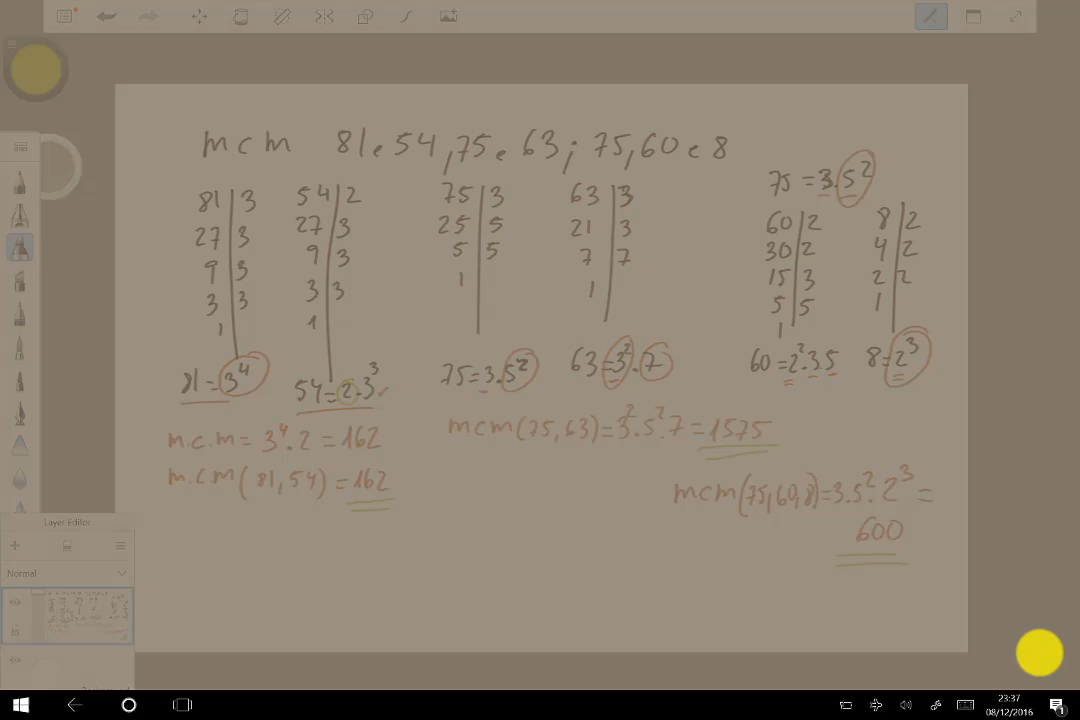 mcm 81 e 54, 75 e 63; 75, 60 e 8
81 | 3
27 | 3
9 | 3
3 | 3
1
81 = 3⁴
54 | 2
27 | 3
9 | 3
3 | 3
1
54 = 2.3³
m.c.m = 3⁴.2 = 162
m.c.m (81,54) = 162
75 | 3
25 | 5
5 | 5
1
75 = 3.5²
63 | 3
21 | 3
7 | 7
1
63 = 3².7
mcm (75,63) = 3².5².7 = 1575
75 = 3.5²
60 | 2
30 | 2
15 | 3
5 | 5
1
60 = 2².3.5
8 | 2
4 | 2
2 | 2
1
8 = 2³
mcm (75,60,8) = 3.5².2³ =
600
Layer Editor
Normal
23:37
08/12/2016
1